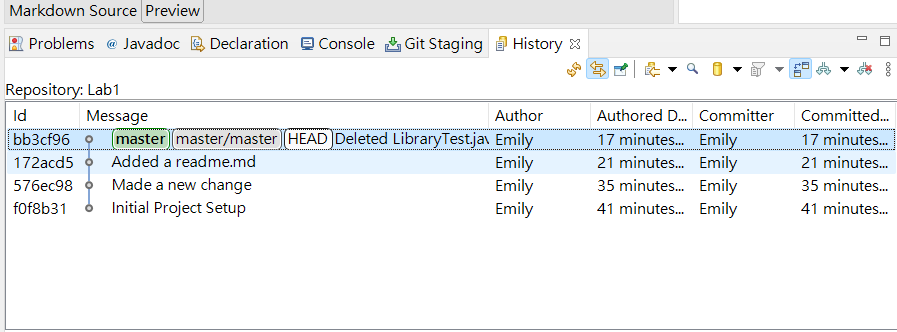 Markdown Source Preview
Problems @ Javadoc Declaration Console Git Staging History
Repository: Lab1
Id Message Author Authored D... Committer Committed...
bb3cf96 master master/master HEAD Deleted LibraryTest.jav Emily 17 minutes... Emily 17 minutes...
172acd5 Added a readme.md Emily 21 minutes... Emily 21 minutes...
576ec98 Made a new change Emily 35 minutes... Emily 35 minutes...
f0f8b31 Initial Project Setup Emily 41 minutes... Emily 41 minutes...